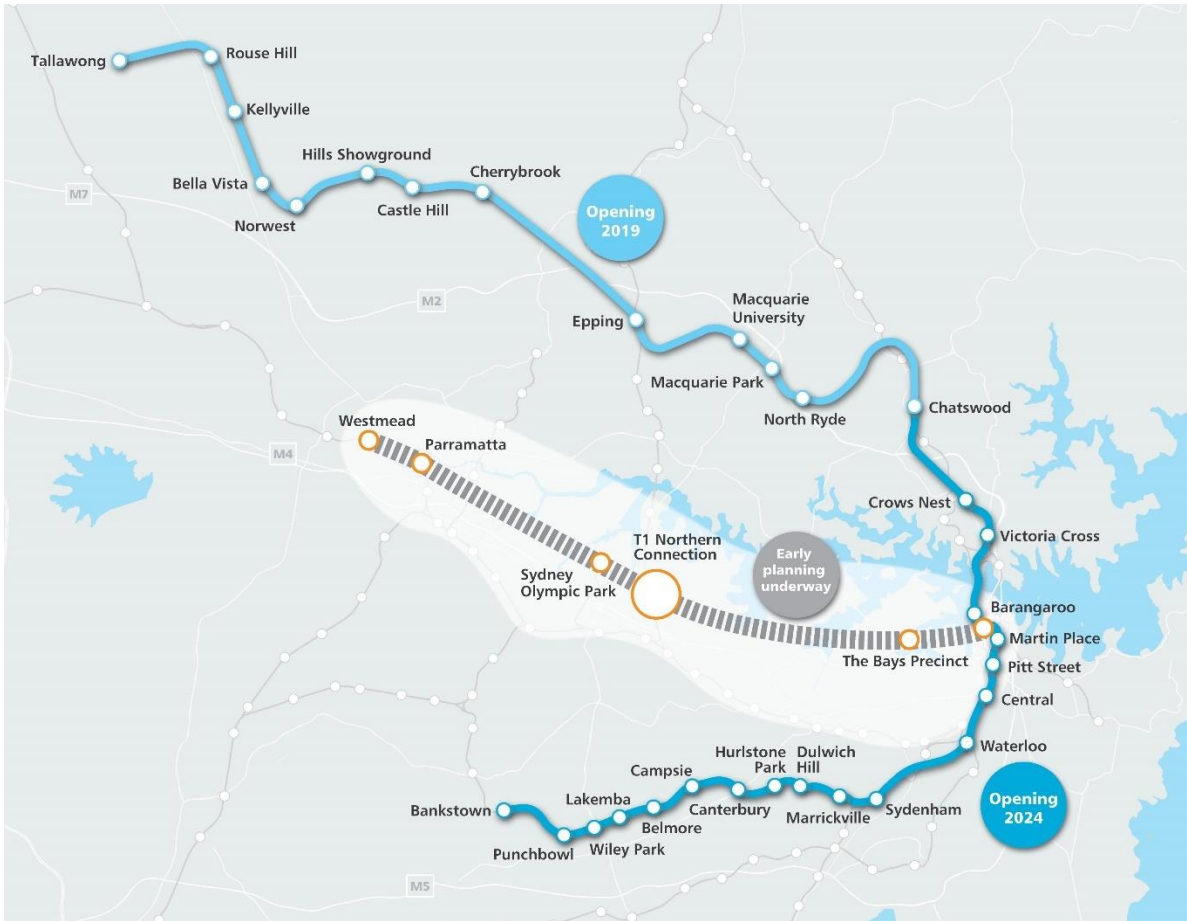 Tallawong
Rouse Hill
Kellyville
Bella Vista
Norwest
Hills Showground
Castle Hill
Cherrybrook
Opening
2019
M7
M2
Epping
Macquarie
University
Macquarie Park
North Ryde
Chatswood
Westmead
Parramatta
M4
Crows Nest
Victoria Cross
T1 Northern
Connection
Sydney
Olympic Park
Early
planning
underway
Barangaroo
Martin Place
The Bays Precinct
Pitt Street
Central
Waterloo
Bankstown
Punchbowl
Wiley Park
Lakemba
Belmore
Campsie
Canterbury
Hurlstone
Park
Dulwich
Hill
Marrickville
Sydenham
Opening
2024
M5